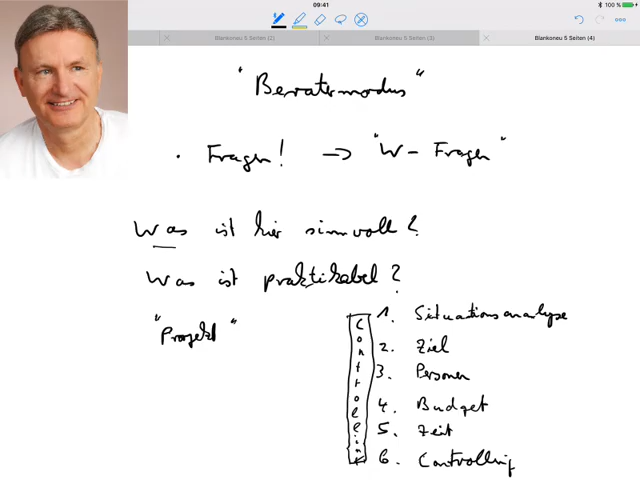 09:41
100 %
Blankoneu 5 Seiten (2)
Blankoneu 5 Seiten (3)
Blankoneu 5 Seiten (4)
"Beratermodus"
· Fragen! → "W-Fragen"
Was ist hier sinnvoll?
Was ist praktikabel?
"Projekt"
Controlling
1. Situationsanalyse
2. Ziel
3. Personen
4. Budget
5. Zeit
6. Controlling